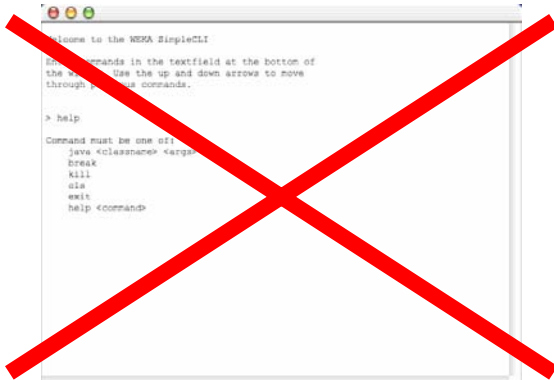 Welcome to the WEKA SimpleCLI
commands in the textfield at the bottom of
the Use the up and down arrows to move
through commands.
> help
Command must be one of:
java <classname> <args>
break
kill
cls
exit
help <command>